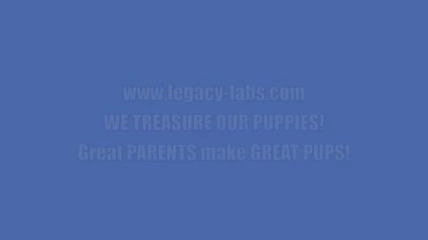 www.legacy-labs.com
WE TREASURE OUR PUPPIES!
Great PARENTS make GREAT PUPS!